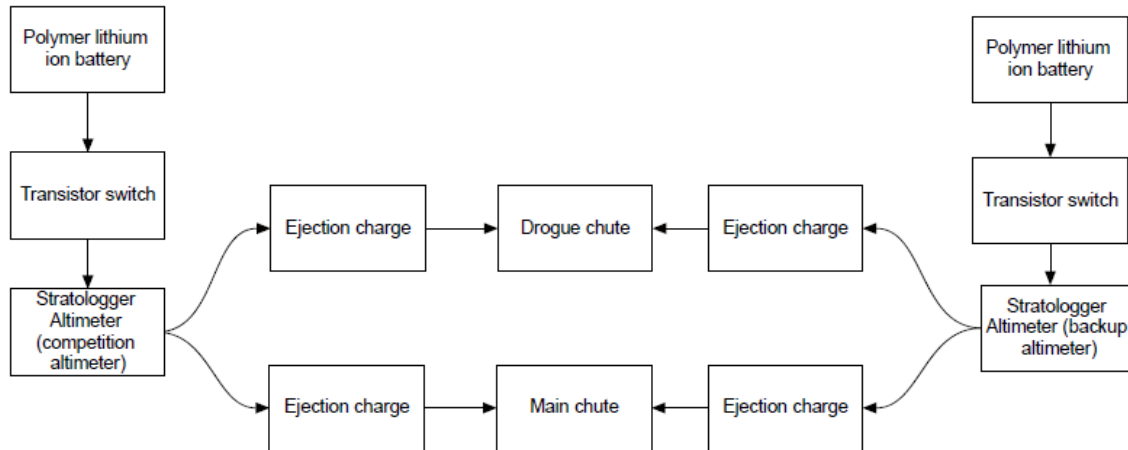 Polymer lithium
ion battery
Polymer lithium
ion battery
Transistor switch
Transistor switch
Ejection charge
Drogue chute
Ejection charge
Stratologger
Altimeter
(competition
altimeter)
Stratologger
Altimeter (backup
altimeter)
Ejection charge
Main chute
Ejection charge